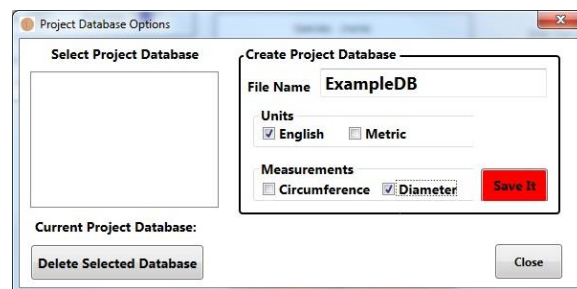 Project Database Options
Select Project Database
Create Project Database
File Name ExampleDB
Units
English Metric
Measurements
Circumference Diameter
Save It
Current Project Database:
Delete Selected Database
Close